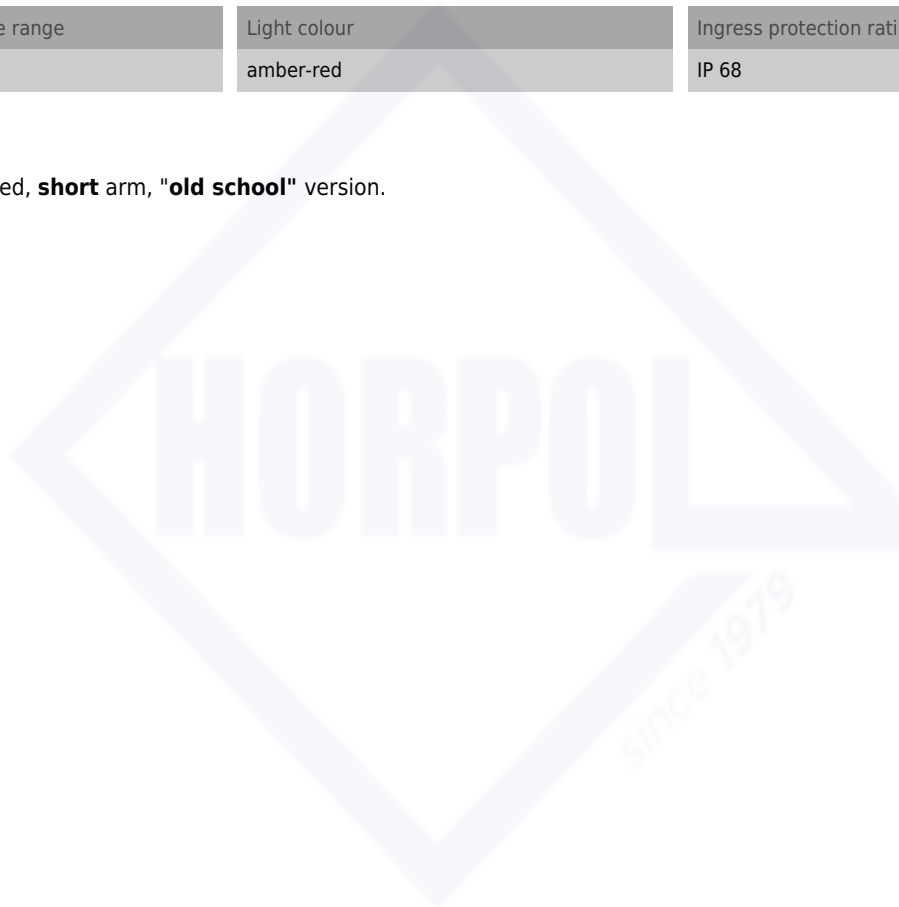 e range
Light colour
Ingress protection rati
amber-red
IP 68
ed, short arm, "old school" version.
HORPOL
since 1979